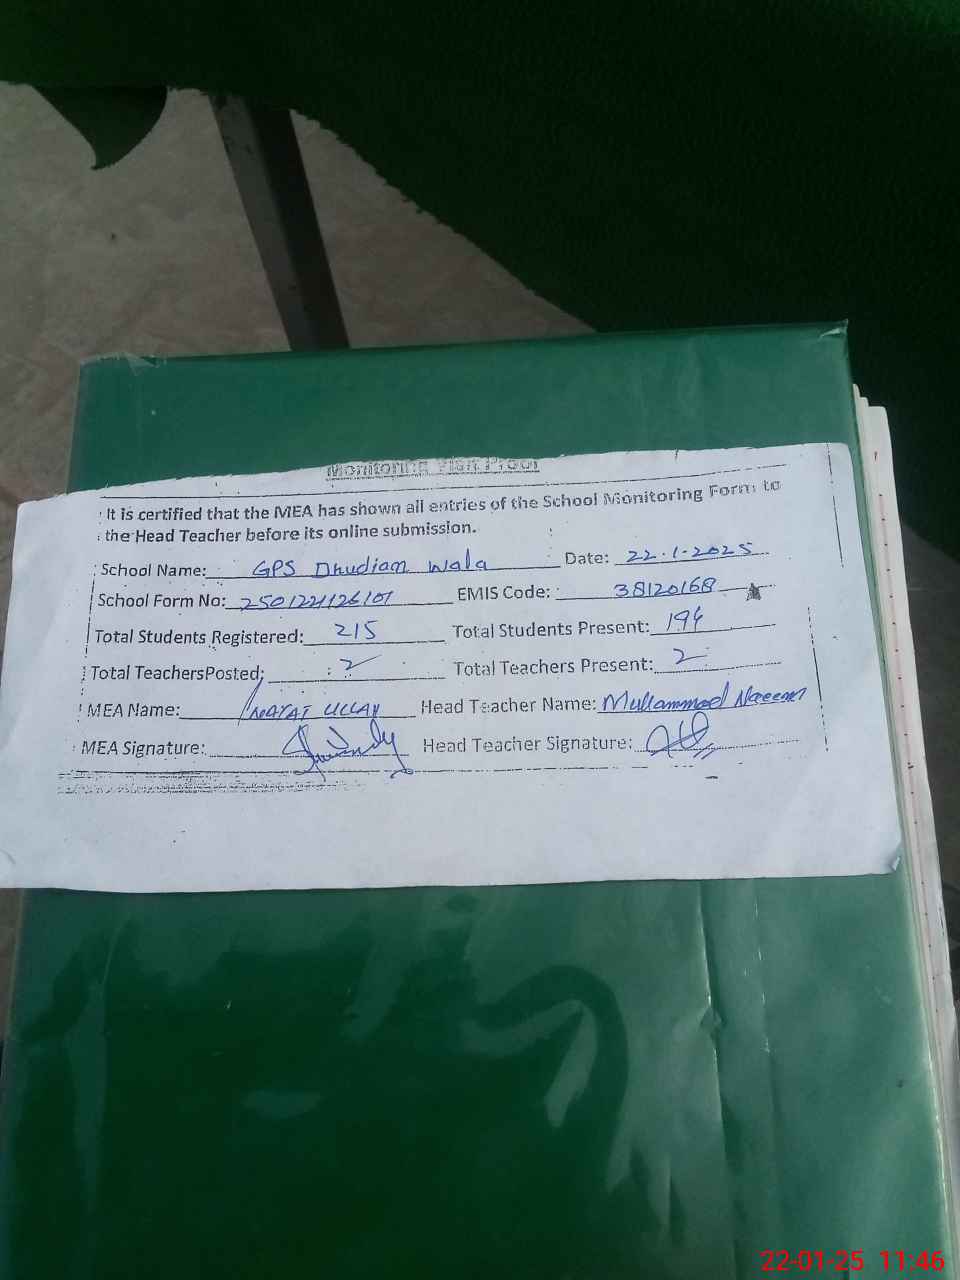 Monitoring Visit Proof
It is certified that the MEA has shown all entries of the School Monitoring Form to
the Head Teacher before its online submission.
School Name: GPS Dhudian Wala Date: 22-1-2025
School Form No: 2501221126101 EMIS Code: 38120168
Total Students Registered: 215 Total Students Present: 194
Total TeachersPosted: 2 Total Teachers Present: 2
MEA Name: INAYAT ULLAH Head Teacher Name: Muhammad Naeem
MEA Signature: Head Teacher Signature:
22-01-25 11:46